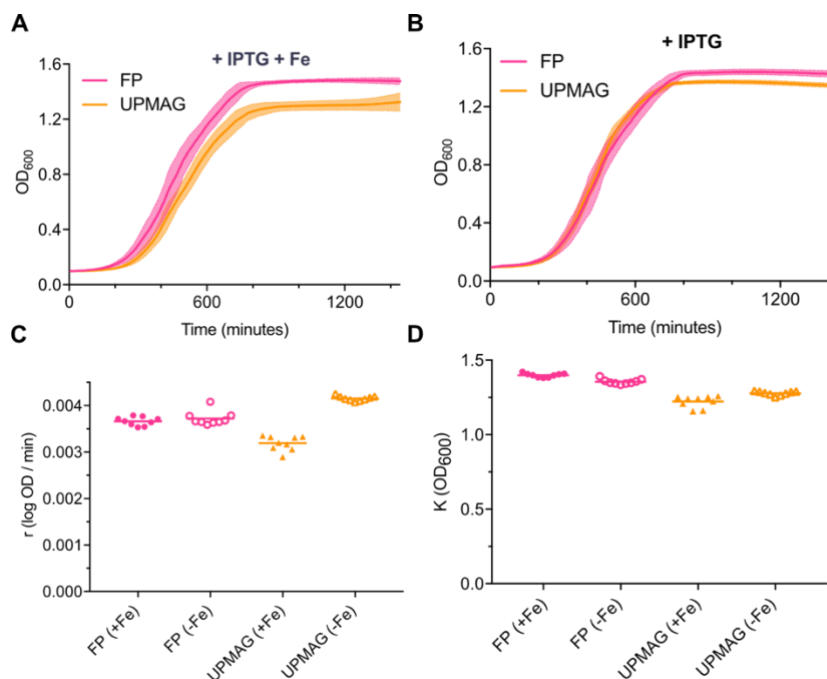 A
+ IPTG + Fe
FP
UPMAG
OD600
1.6
1.2
0.8
0.4
0.0
0
600
1200
Time (minutes)
B
+ IPTG
FP
UPMAG
OD600
1.6
1.2
0.8
0.4
0.0
0
600
1200
Time (minutes)
C
r (log OD / min)
0.004
0.003
0.002
0.001
0.000
FP (+Fe)
FP (-Fe)
UPMAG (+Fe)
UPMAG (-Fe)
D
K (OD600)
1.5
1.25
1.0
0.5
0.0
FP (+Fe)
FP (-Fe)
UPMAG (+Fe)
UPMAG (-Fe)